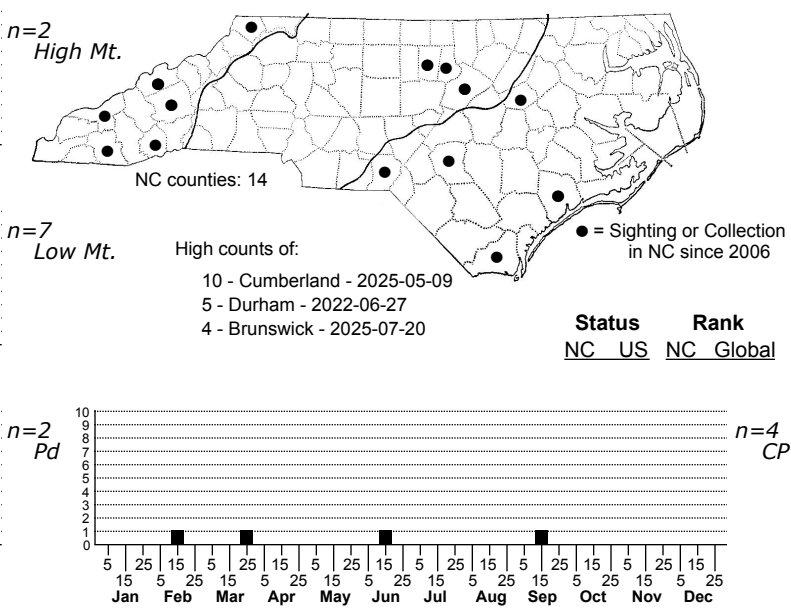 n=2
High Mt.
NC counties: 14
n=7
Low Mt.
High counts of:
10 - Cumberland - 2025-05-09
5 - Durham - 2022-06-27
4 - Brunswick - 2025-07-20
● = Sighting or Collection
in NC since 2006
Status Rank
NC US NC Global
n=2
Pd
n=4
CP
10
9
8
7
6
5
4
3
2
1
0
5 25 15 5 25 15 5 25 15 5 25 15 5 25 15 5 25 15
15 5 25 15 5 25 15 5 25 15 5 25 15 5 25 15 5 25
Jan Feb Mar Apr May Jun Jul Aug Sep Oct Nov Dec